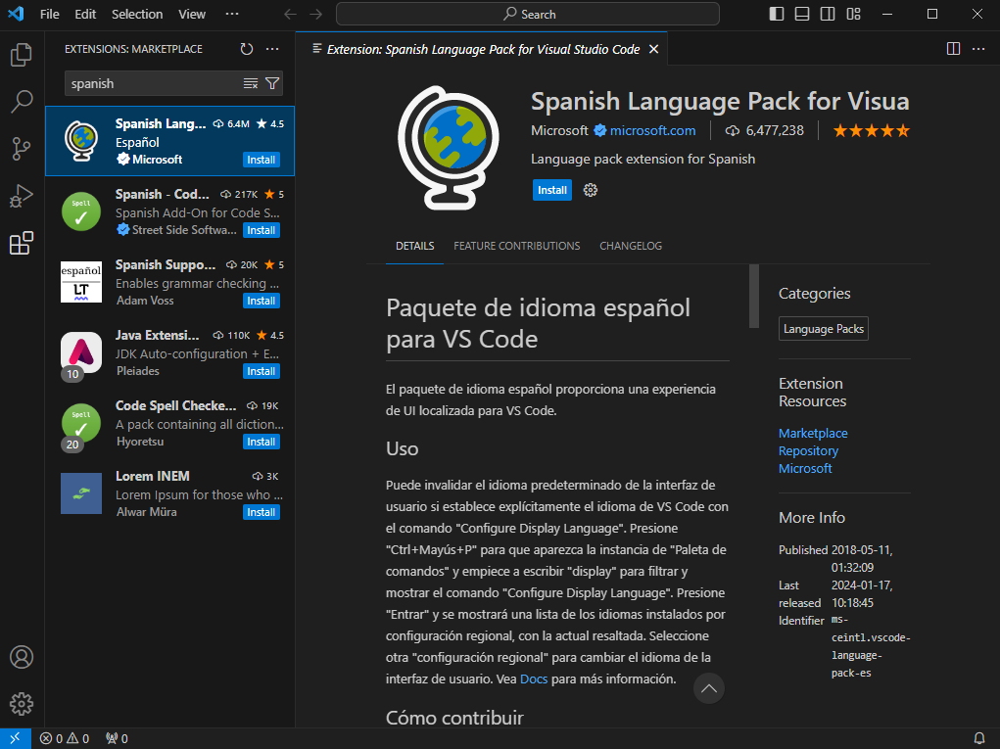 File Edit Selection View ··· Search
EXTENSIONS: MARKETPLACE
spanish
Spanish Lang... 6.4M 4.5
Español
Microsoft Install
Spanish - Cod... 217K 5
Spanish Add-On for Code S...
Street Side Softwa... Install
Spanish Suppo... 20K 5
Enables grammar checking ...
Adam Voss Install
español
LT
Java Extensi... 110K 4.5
JDK Auto-configuration + E...
Pleiades Install
10
Code Spell Checke... 19K
A pack containing all diction...
Hyoretsu Install
20
Spell
Spell
Lorem INEM 3K
Lorem Ipsum for those who ...
Alwar Mūra Install
Extension: Spanish Language Pack for Visual Studio Code
Spanish Language Pack for Visua
Microsoft microsoft.com 6,477,238
Language pack extension for Spanish
Install
DETAILS FEATURE CONTRIBUTIONS CHANGELOG
Paquete de idioma español
para VS Code
El paquete de idioma español proporciona una experiencia
de UI localizada para VS Code.
Uso
Puede invalidar el idioma predeterminado de la interfaz de
usuario si establece explícitamente el idioma de VS Code con
el comando "Configure Display Language". Presione
"Ctrl+Mayús+P" para que aparezca la instancia de "Paleta de
comandos" y empiece a escribir "display" para filtrar y
mostrar el comando "Configure Display Language". Presione
"Entrar" y se mostrará una lista de los idiomas instalados por
configuración regional, con la actual resaltada. Seleccione
otra "configuración regional" para cambiar el idioma de la
interfaz de usuario. Vea Docs para más información.
Cómo contribuir
Categories
Language Packs
Extension
Resources
Marketplace
Repository
Microsoft
More Info
Published 2018-05-11,
01:32:09
Last 2024-01-17,
released 10:18:45
Identifier ms-
ceintl.vscode-
language-
pack-es
0 0 0